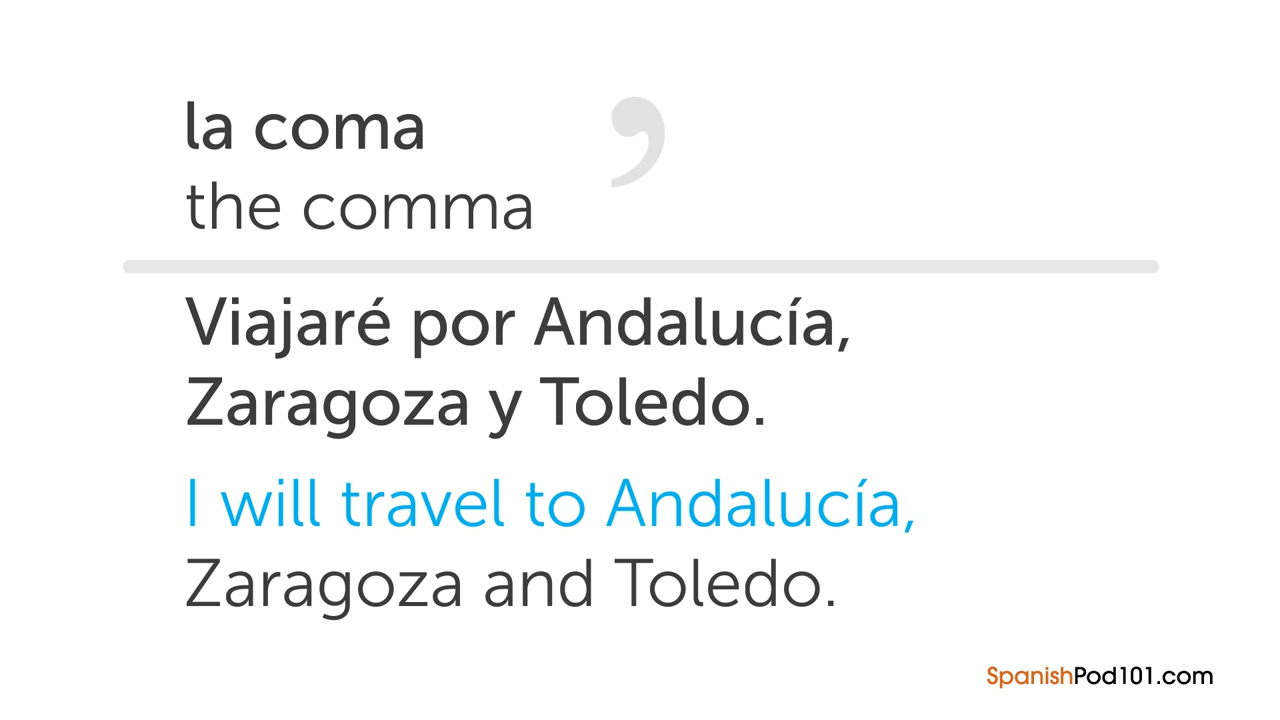 la coma
,
the comma
Viajaré por Andalucía,
Zaragoza y Toledo.
I will travel to Andalucía,
Zaragoza and Toledo.
SpanishPod101.com